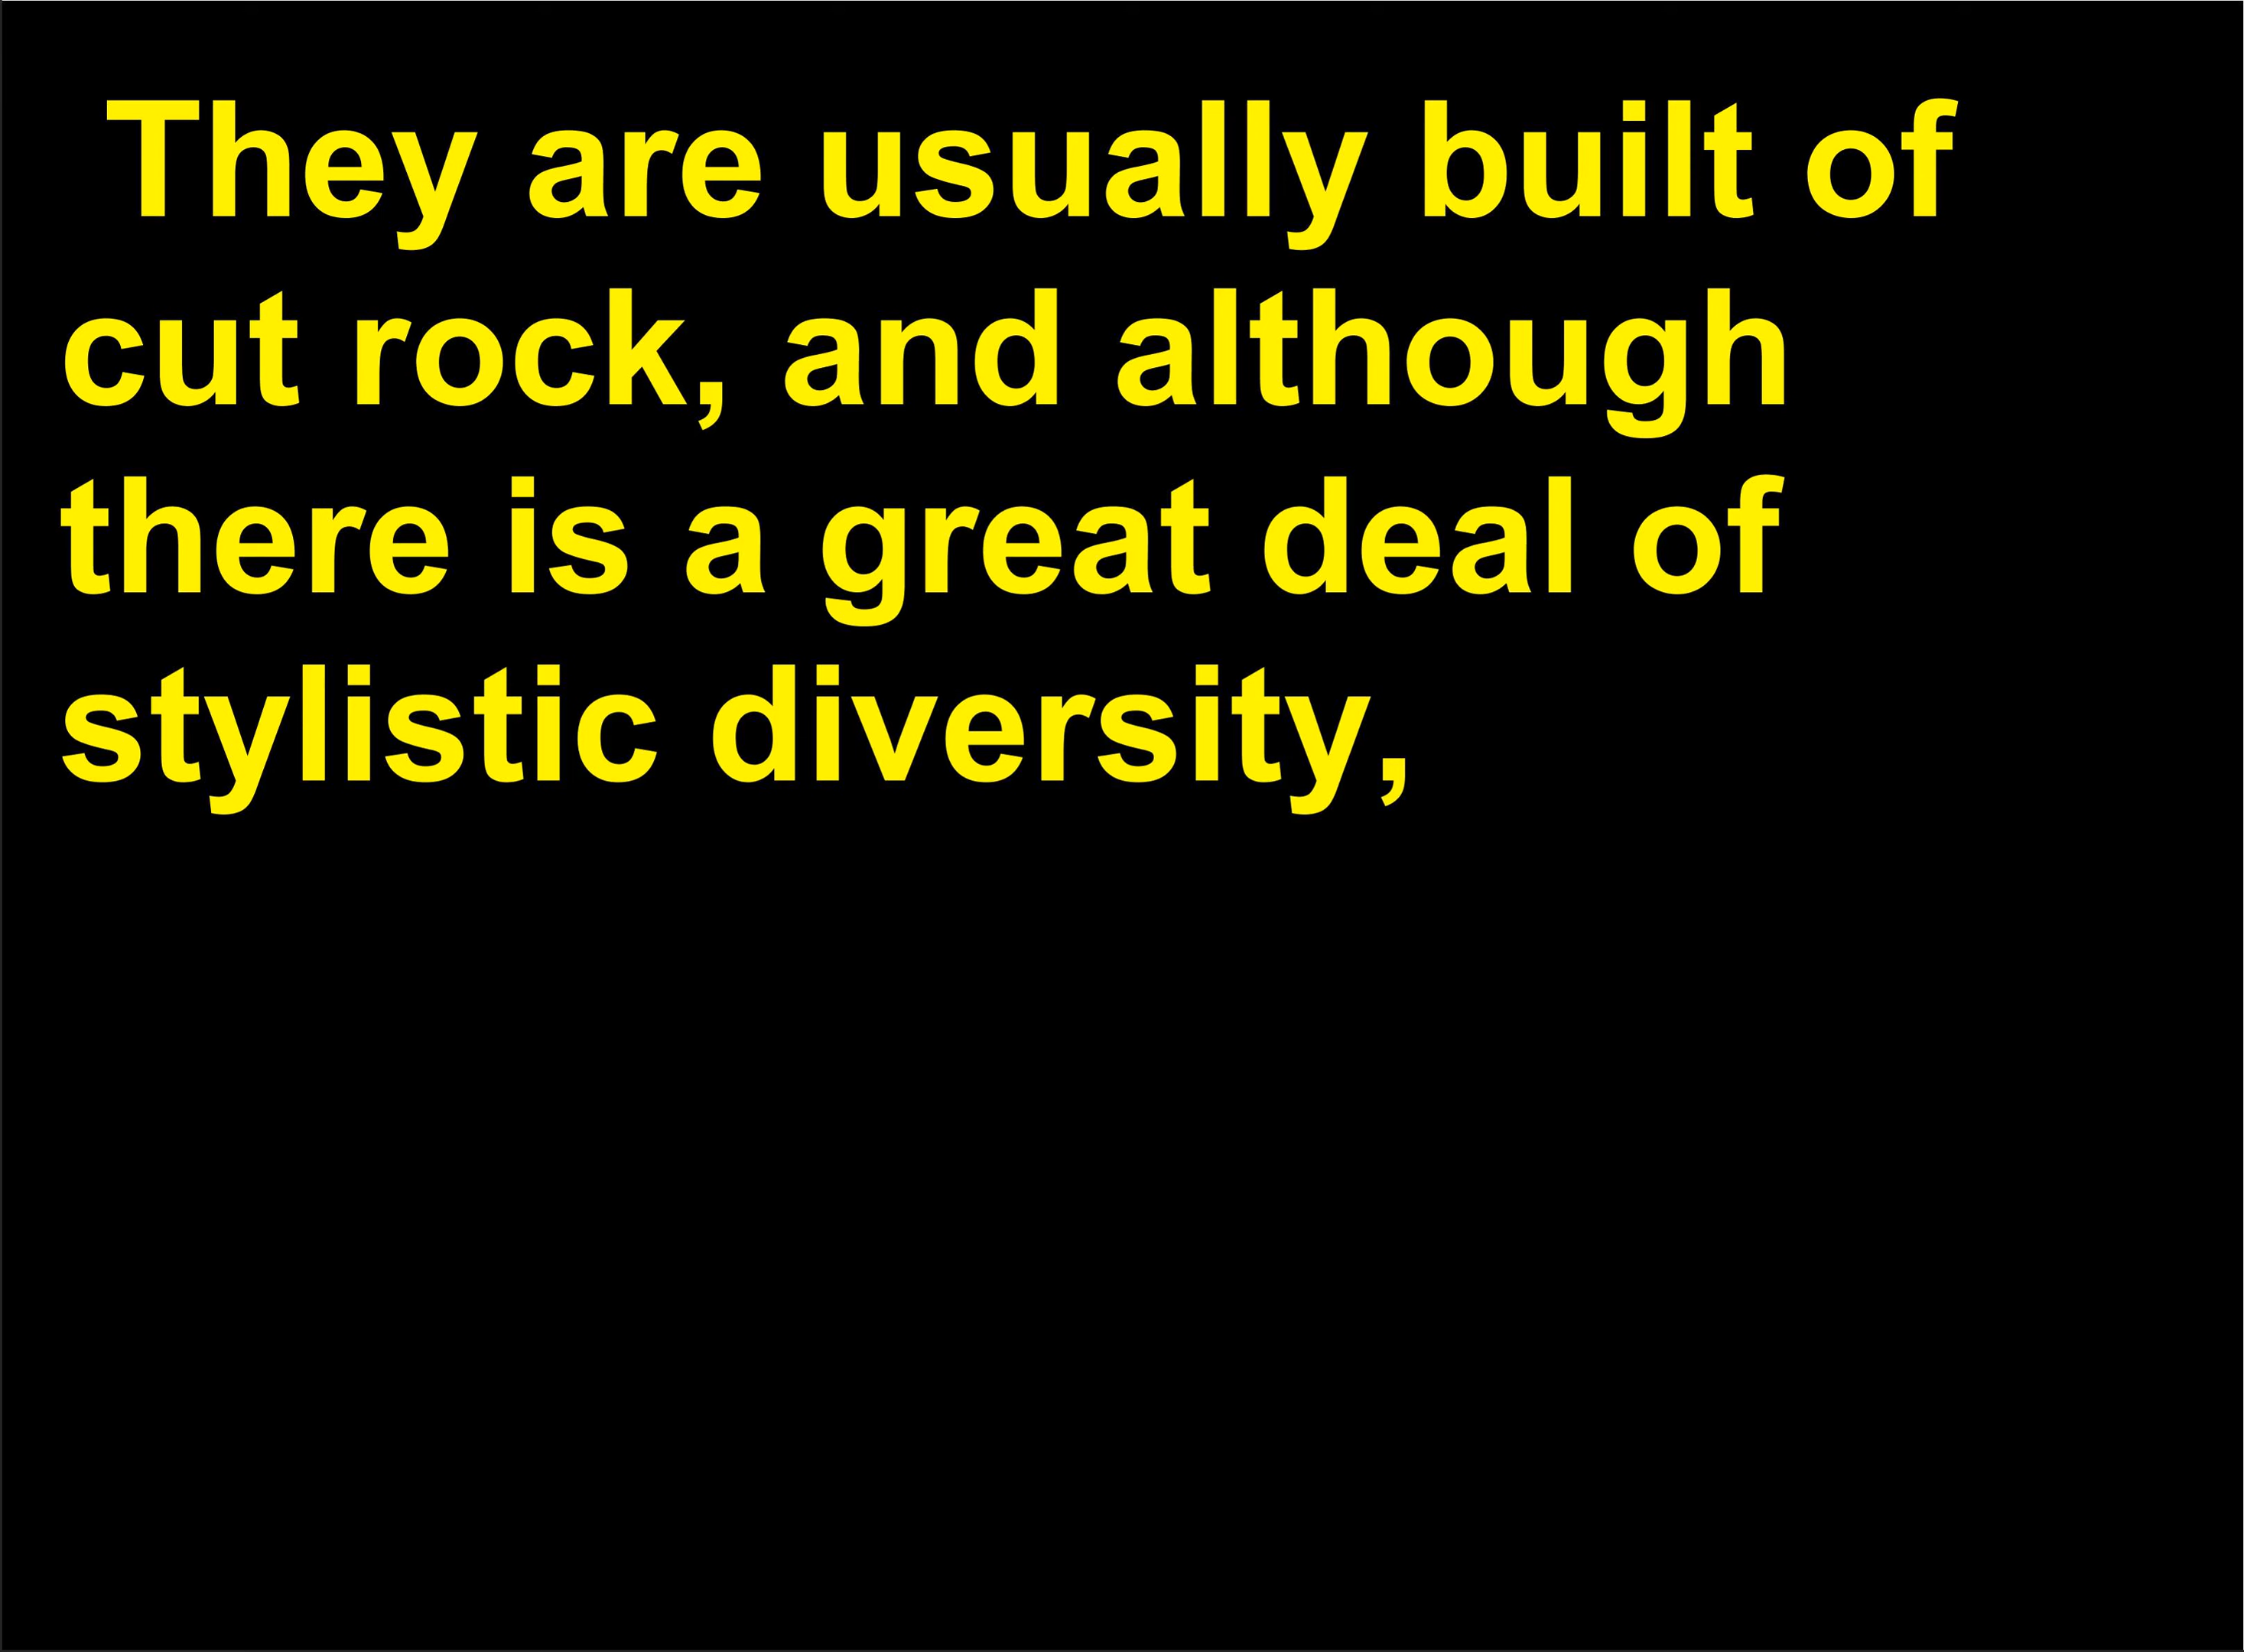 They are usually built of
cut rock, and although
there is a great deal of
stylistic diversity,